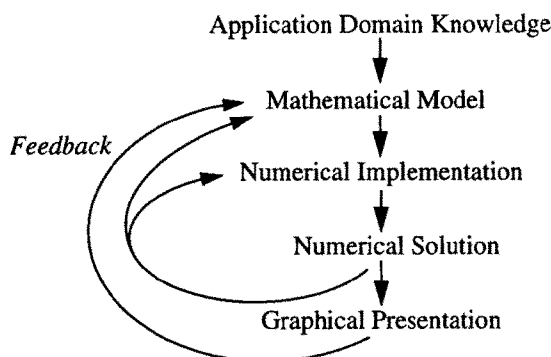 Application Domain Knowledge
Mathematical Model
Feedback
Numerical Implementation
Numerical Solution
Graphical Presentation